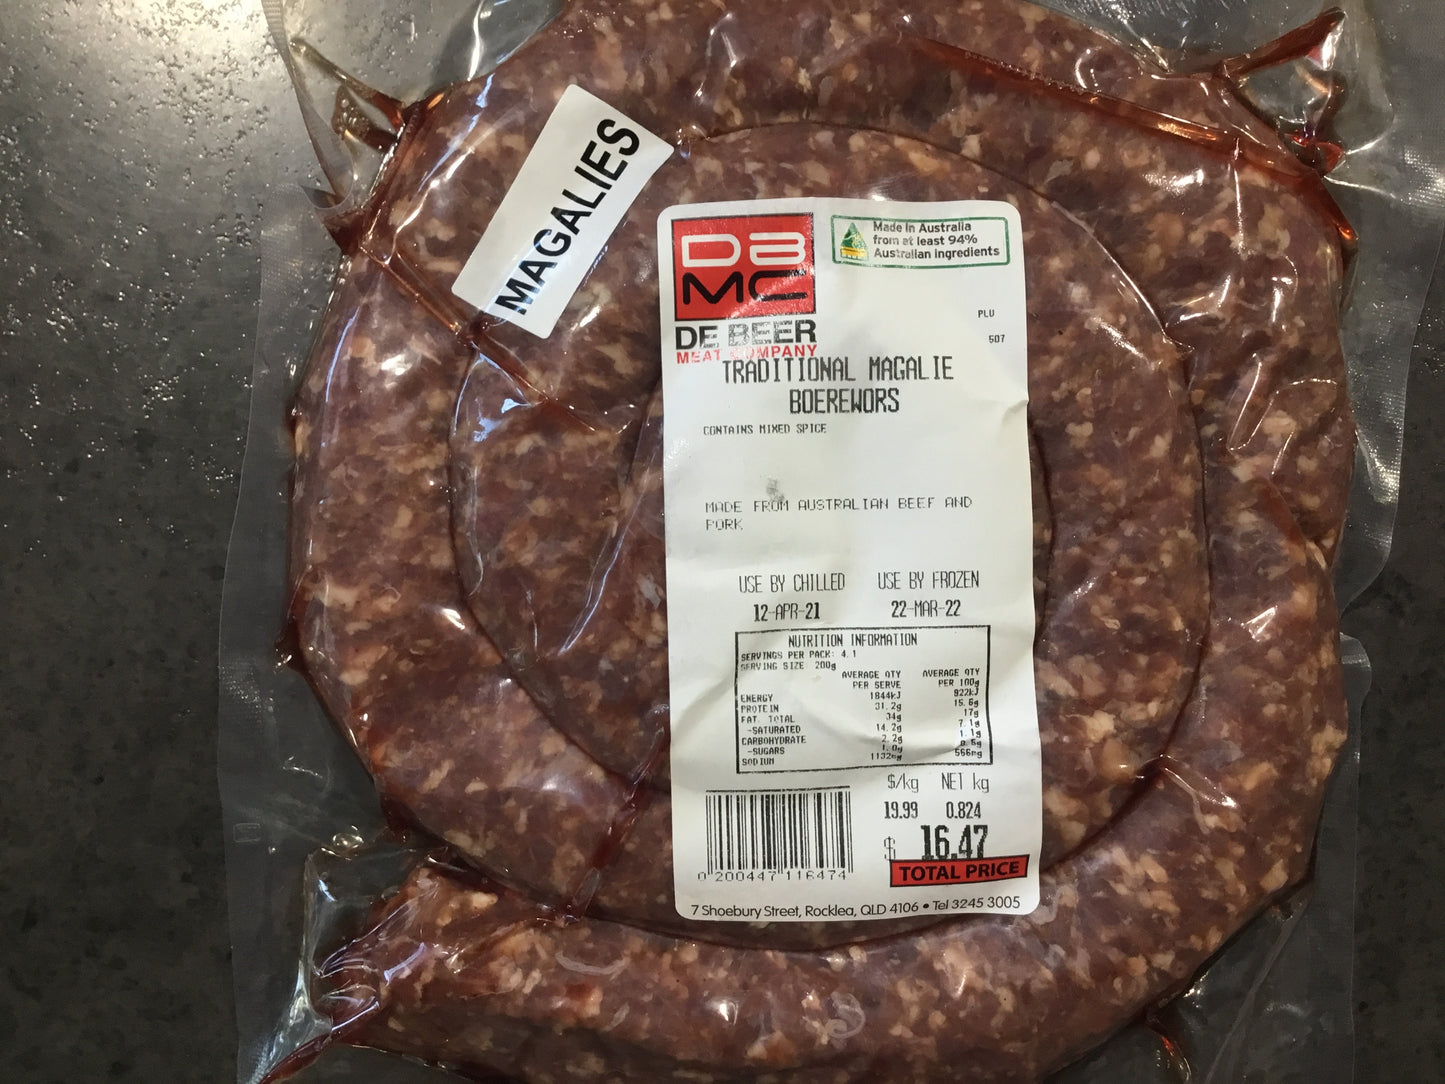 MAGALIES
DB
MC
DE BEER
MEAT COMPANY
Made in Australia
from at least 94%
Australian ingredients
PLU
507
TRADITIONAL MAGALIE
BOEREWORS
CONTAINS MIXED SPICE
MADE FROM AUSTRALIAN BEEF AND
PORK
USE BY CHILLED USE BY FROZEN
12-APR-21 22-MAR-22
NUTRITION INFORMATION
SERVINGS PER PACK: 4.1
SERVING SIZE: 200g
AVERAGE QTY AVERAGE QTY
PER SERVE PER 100g
ENERGY 1844kJ 922kJ
PROTEIN 31.2g 15.6g
FAT, TOTAL 34g 17g
-SATURATED 14.2g 7.1g
CARBOHYDRATE 2.2g 1.1g
-SUGARS 1.0g 0.5g
SODIUM 1132mg 566mg
$/kg NET kg
19.99 0.824
$ 16.47
TOTAL PRICE
0 200447 116474
7 Shoebury Street, Rocklea, QLD 4106 • Tel 3245 3005